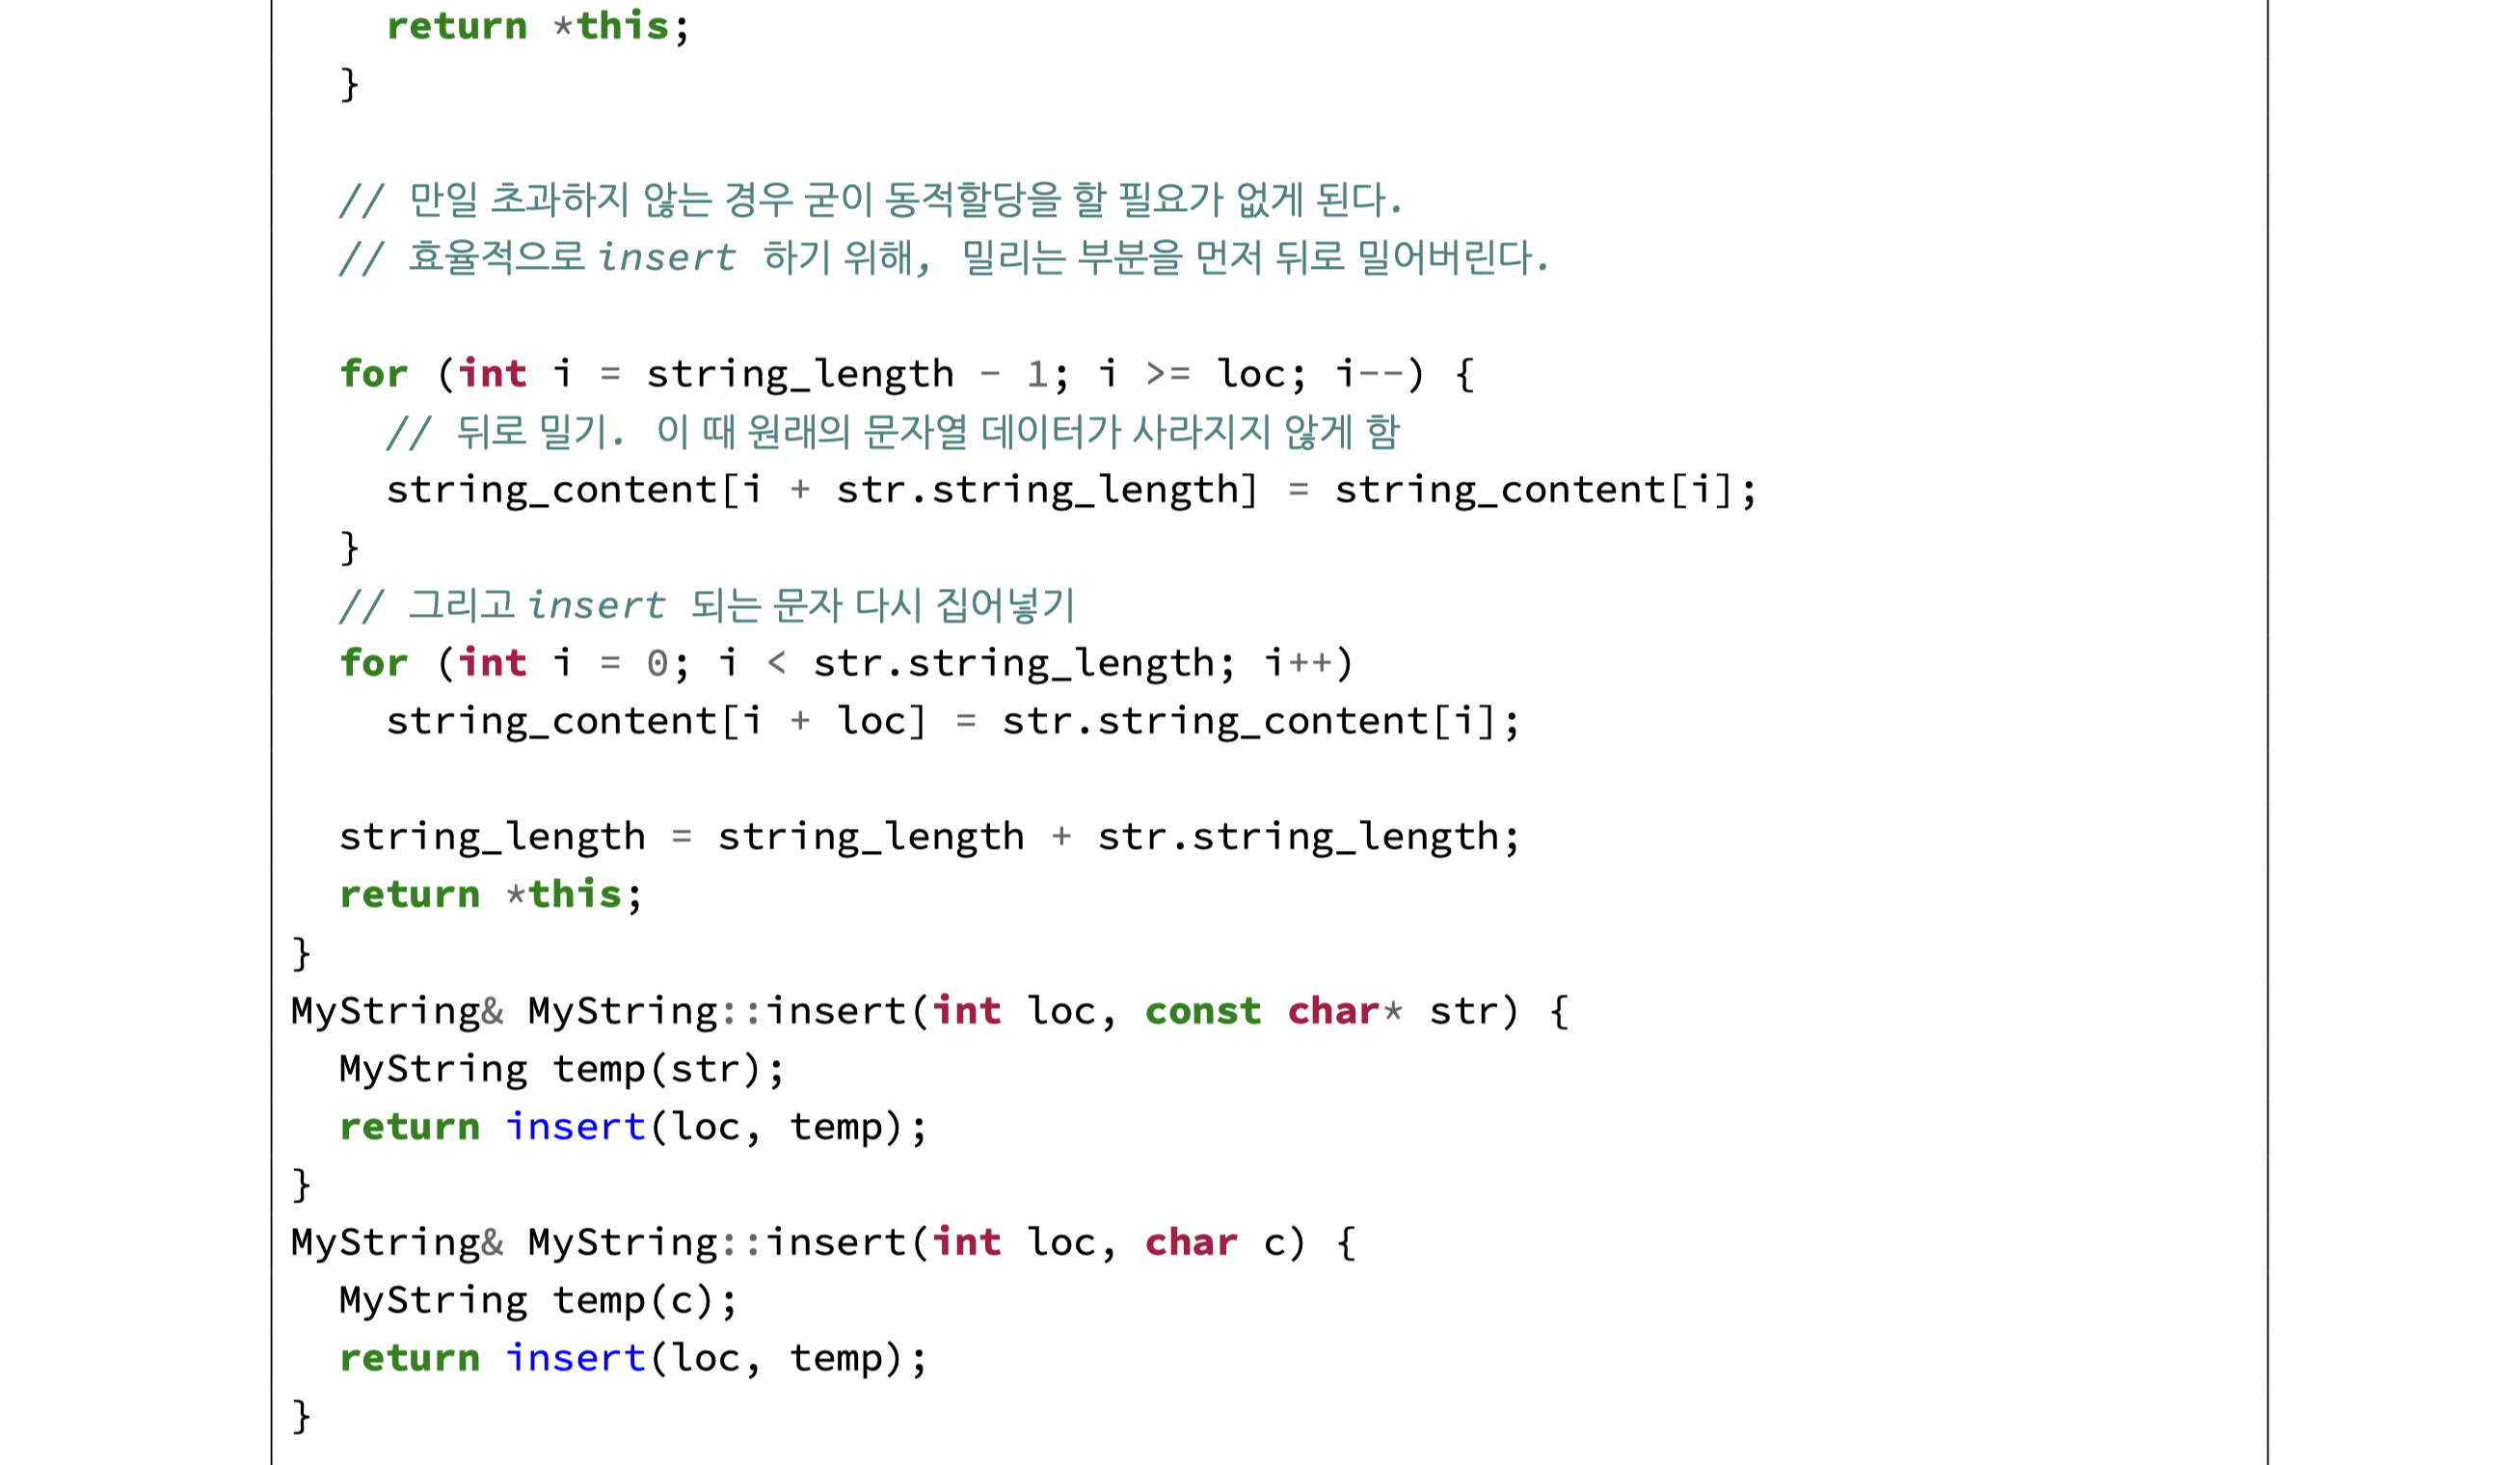 return *this;
  }

  // 만일 초과하지 않는 경우 굳이 동적할당을 할 필요가 없게 된다.
  // 효율적으로 insert 하기 위해, 밀리는 부분을 먼저 뒤로 밀어버린다.

  for (int i = string_length - 1; i >= loc; i--) {
    // 뒤로 밀기. 이 때 원래의 문자열 데이터가 사라지지 않게 함
    string_content[i + str.string_length] = string_content[i];
  }
  // 그리고 insert 되는 문자 다시 집어넣기
  for (int i = 0; i < str.string_length; i++)
    string_content[i + loc] = str.string_content[i];

  string_length = string_length + str.string_length;
  return *this;
}
MyString& MyString::insert(int loc, const char* str) {
  MyString temp(str);
  return insert(loc, temp);
}
MyString& MyString::insert(int loc, char c) {
  MyString temp(c);
  return insert(loc, temp);
}